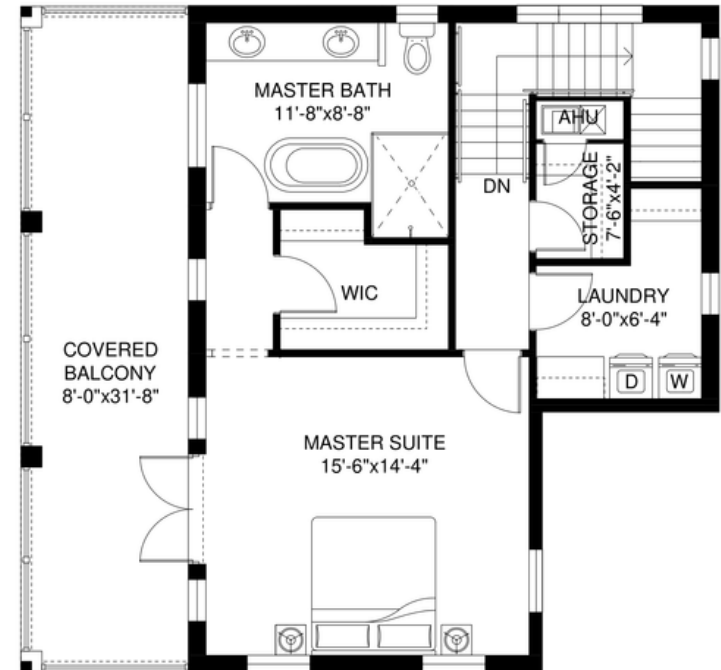 MASTER BATH
11'-8"x8'-8"
AHU
STORAGE
7'-6"x4'-2"
DN
WIC
LAUNDRY
8'-0"x6'-4"
COVERED
BALCONY
8'-0"x31'-8"
D
W
MASTER SUITE
15'-6"x14'-4"